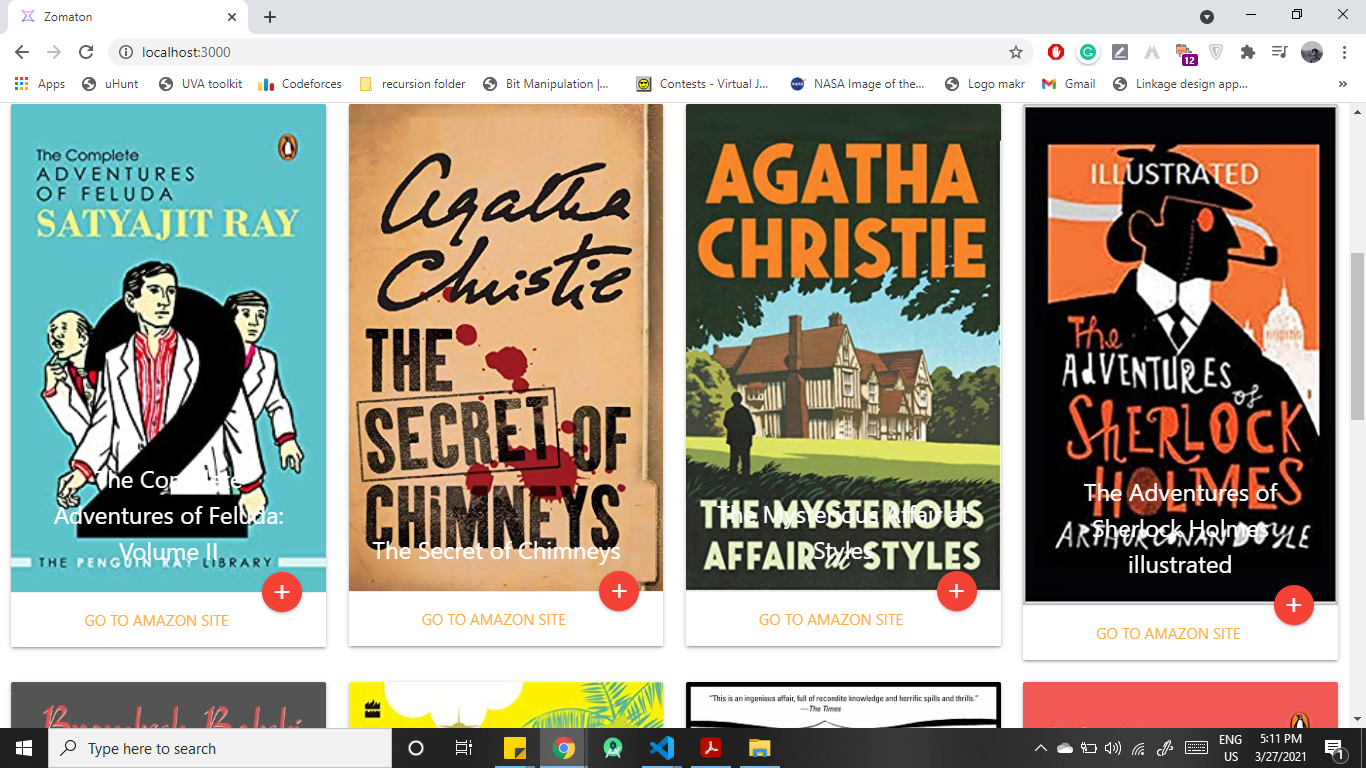 Zomaton
localhost:3000
12
Apps
uHunt
UVA toolkit
Codeforces
recursion folder
Bit Manipulation |...
Contests - Virtual J...
NASA Image of the...
Logo makr
Gmail
Linkage design app...
»
The Complete
ADVENTURES
OF FELUDA
SATYAJIT RAY
2
The Complete
Adventures of Feluda:
Volume II
THE PENGUIN RAY LIBRARY
+
GO TO AMAZON SITE
Agatha
Christie
THE
SECRET OF
CHiMNEYS
The Secret of Chimneys
+
GO TO AMAZON SITE
AGATHA
CHRISTIE
THE MYSTERIOUS
AFFAIR at STYLES
The Mysterious Affair at
Styles
+
GO TO AMAZON SITE
ILLUSTRATED
The
ADVENTURES of
SHERLOCK
HOLMES
ARTHUR CONAN DOYLE
The Adventures of
Sherlock Holmes
illustrated
+
GO TO AMAZON SITE
Byomkesh Bakshi
"This is an ingenious affair, full of recondite knowledge and horrific spills and thrills."
—The Times
Type here to search
ENG
US
5:11 PM
3/27/2021
1